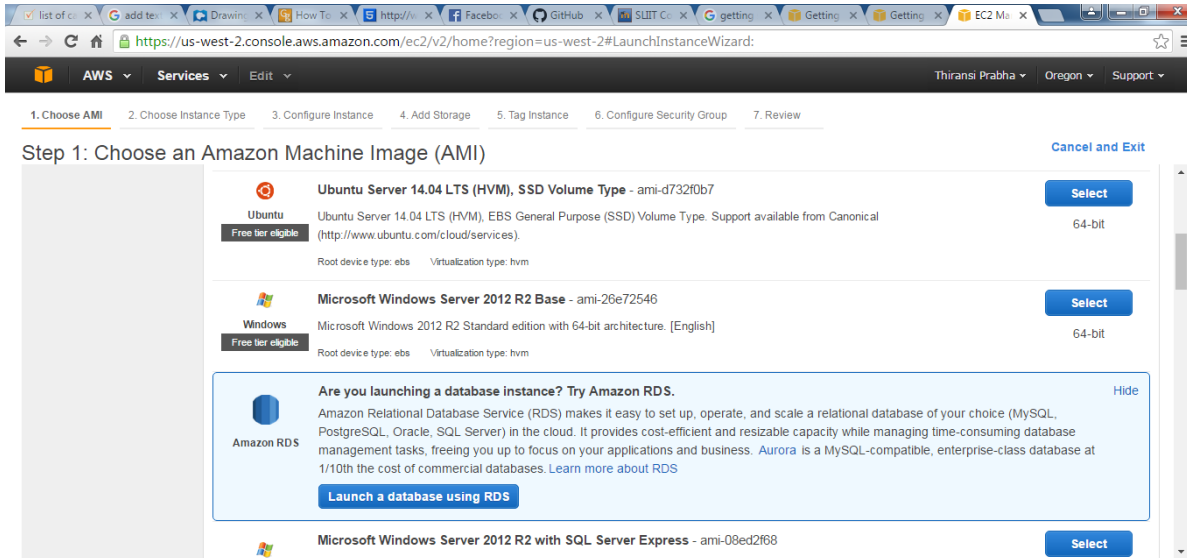 list of ca
add text
Drawing
How To
http://w
Faceboo
GitHub
SLIIT Co
getting
Getting
Getting
EC2 Ma
https://us-west-2.console.aws.amazon.com/ec2/v2/home?region=us-west-2#LaunchInstanceWizard:
AWS Services Edit Thiransi Prabha Oregon Support
1. Choose AMI 2. Choose Instance Type 3. Configure Instance 4. Add Storage 5. Tag Instance 6. Configure Security Group 7. Review
Step 1: Choose an Amazon Machine Image (AMI) Cancel and Exit
Ubuntu Server 14.04 LTS (HVM), SSD Volume Type - ami-d732f0b7 Select
Ubuntu
Free tier eligible
Ubuntu Server 14.04 LTS (HVM), EBS General Purpose (SSD) Volume Type. Support available from Canonical
(http://www.ubuntu.com/cloud/services).
64-bit
Root device type: ebs Virtualization type: hvm
Microsoft Windows Server 2012 R2 Base - ami-26e72546 Select
Windows
Free tier eligible
Microsoft Windows 2012 R2 Standard edition with 64-bit architecture. [English]
64-bit
Root device type: ebs Virtualization type: hvm
Are you launching a database instance? Try Amazon RDS. Hide
Amazon RDS
Amazon Relational Database Service (RDS) makes it easy to set up, operate, and scale a relational database of your choice (MySQL,
PostgreSQL, Oracle, SQL Server) in the cloud. It provides cost-efficient and resizable capacity while managing time-consuming database
management tasks, freeing you up to focus on your applications and business. Aurora is a MySQL-compatible, enterprise-class database at
1/10th the cost of commercial databases. Learn more about RDS
Launch a database using RDS
Microsoft Windows Server 2012 R2 with SQL Server Express - ami-08ed2f68 Select